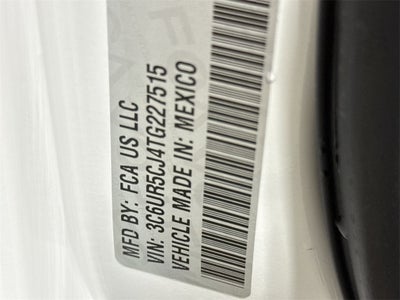 MFD BY: FCA US LLC
VIN: 3C6UR5CJ4TG227515
VEHICLE MADE IN: MEXICO